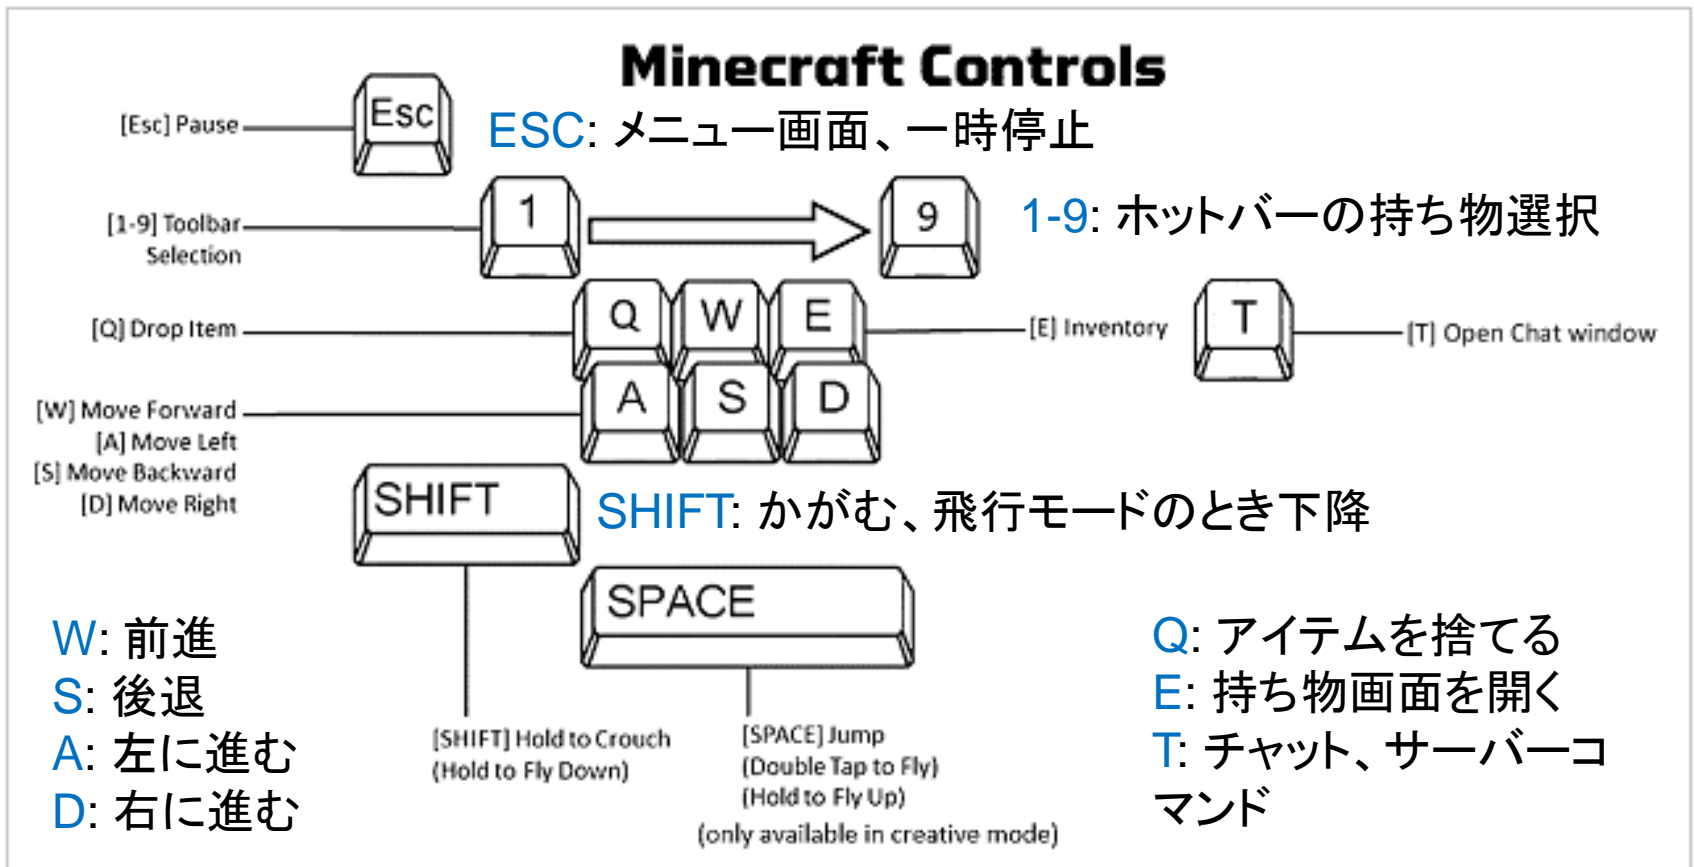 Minecraft Controls
[Esc] Pause
Esc
ESC: メニュー画面、一時停止
[1-9] Toolbar
Selection
1
9
1-9: ホットバーの持ち物選択
[Q] Drop Item
Q
W
E
[E] Inventory
T
[T] Open Chat window
[W] Move Forward
[A] Move Left
[S] Move Backward
[D] Move Right
A
S
D
SHIFT
SHIFT: かがむ、飛行モードのとき下降
SPACE
W: 前進
S: 後退
A: 左に進む
D: 右に進む
[SHIFT] Hold to Crouch
(Hold to Fly Down)
[SPACE] Jump
(Double Tap to Fly)
(Hold to Fly Up)
(only available in creative mode)
Q: アイテムを捨てる
E: 持ち物画面を開く
T: チャット、サーバーコ
マンド